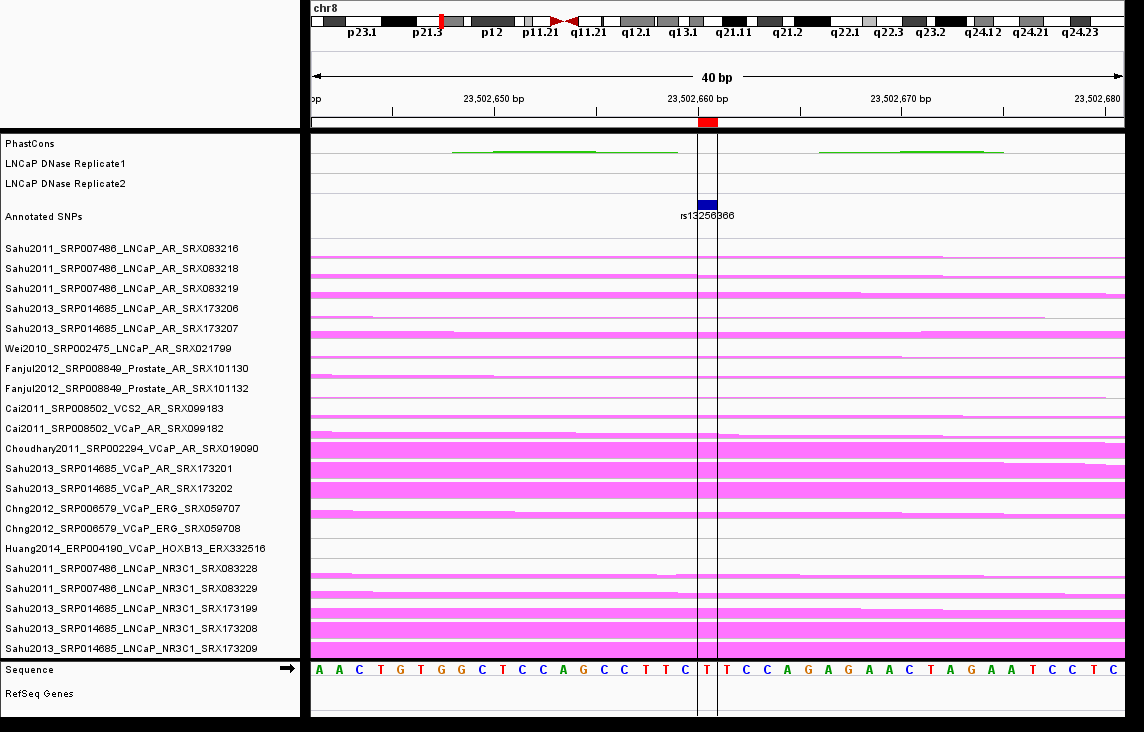 chr8
p23.1 p21.3 p12 p11.21 q11.21 q12.1 q13.1 q21.11 q21.2 q22.1 q22.3 q23.2 q24.12 q24.21 q24.23
40 bp
bp 23,502,650 bp 23,502,660 bp 23,502,670 bp 23,502,680
PhastCons
LNCaP DNase Replicate1
LNCaP DNase Replicate2
Annotated SNPs
rs13256366
Sahu2011_SRP007486_LNCaP_AR_SRX083216
Sahu2011_SRP007486_LNCaP_AR_SRX083218
Sahu2011_SRP007486_LNCaP_AR_SRX083219
Sahu2013_SRP014685_LNCaP_AR_SRX173206
Sahu2013_SRP014685_LNCaP_AR_SRX173207
Wei2010_SRP002475_LNCaP_AR_SRX021799
Fanjul2012_SRP008849_Prostate_AR_SRX101130
Fanjul2012_SRP008849_Prostate_AR_SRX101132
Cai2011_SRP008502_VCS2_AR_SRX099183
Cai2011_SRP008502_VCaP_AR_SRX099182
Choudhary2011_SRP002294_VCaP_AR_SRX019090
Sahu2013_SRP014685_VCaP_AR_SRX173201
Sahu2013_SRP014685_VCaP_AR_SRX173202
Chng2012_SRP006579_VCaP_ERG_SRX059707
Chng2012_SRP006579_VCaP_ERG_SRX059708
Huang2014_ERP004190_VCaP_HOXB13_ERX332516
Sahu2011_SRP007486_LNCaP_NR3C1_SRX083228
Sahu2011_SRP007486_LNCaP_NR3C1_SRX083229
Sahu2013_SRP014685_LNCaP_NR3C1_SRX173199
Sahu2013_SRP014685_LNCaP_NR3C1_SRX173208
Sahu2013_SRP014685_LNCaP_NR3C1_SRX173209
Sequence A A C T G T G G C T C C A G C C T T C T T C C A G A G A A C T A G A A T C C T C
RefSeq Genes